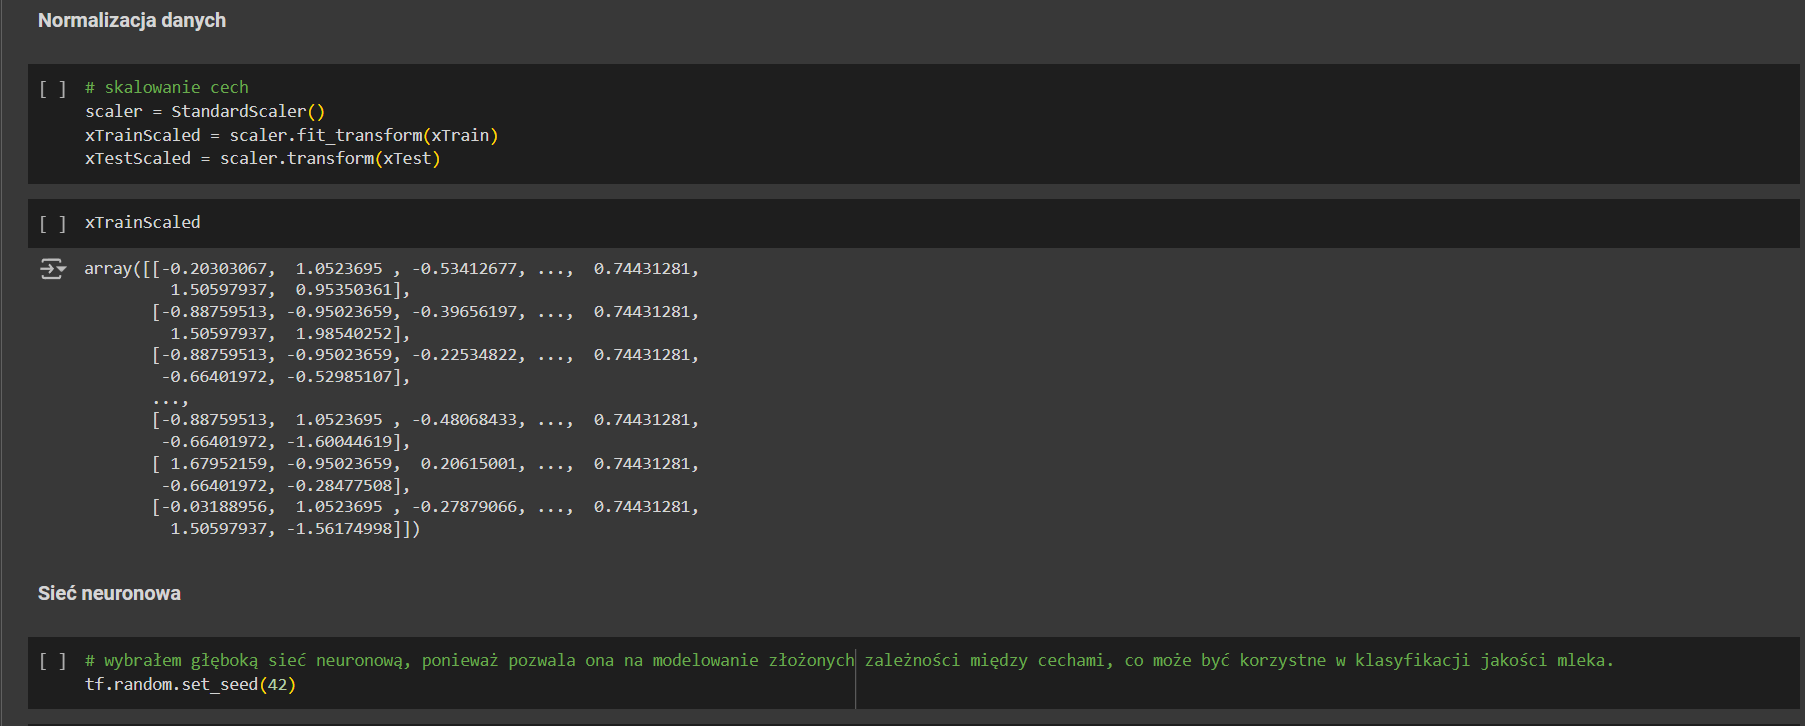 Normalizacja danych
[ ] # skalowanie cech
scaler = StandardScaler()
xTrainScaled = scaler.fit_transform(xTrain)
xTestScaled = scaler.transform(xTest)
[ ] xTrainScaled
array([[-0.20303067,  1.0523695 , -0.53412677, ...,  0.74431281,
         1.50597937,  0.95350361],
       [-0.88759513, -0.95023659, -0.39656197, ...,  0.74431281,
         1.50597937,  1.98540252],
       [-0.88759513, -0.95023659, -0.22534822, ...,  0.74431281,
        -0.66401972, -0.52985107],
       ...,
       [-0.88759513,  1.0523695 , -0.48068433, ...,  0.74431281,
        -0.66401972, -1.60044619],
       [ 1.67952159, -0.95023659,  0.20615001, ...,  0.74431281,
        -0.66401972, -0.28477508],
       [-0.03188956,  1.0523695 , -0.27879066, ...,  0.74431281,
         1.50597937, -1.56174998]])
Sieć neuronowa
[ ] # wybrałem głęboką sieć neuronową, ponieważ pozwala ona na modelowanie złożonych zależności między cechami, co może być korzystne w klasyfikacji jakości mleka.
tf.random.set_seed(42)